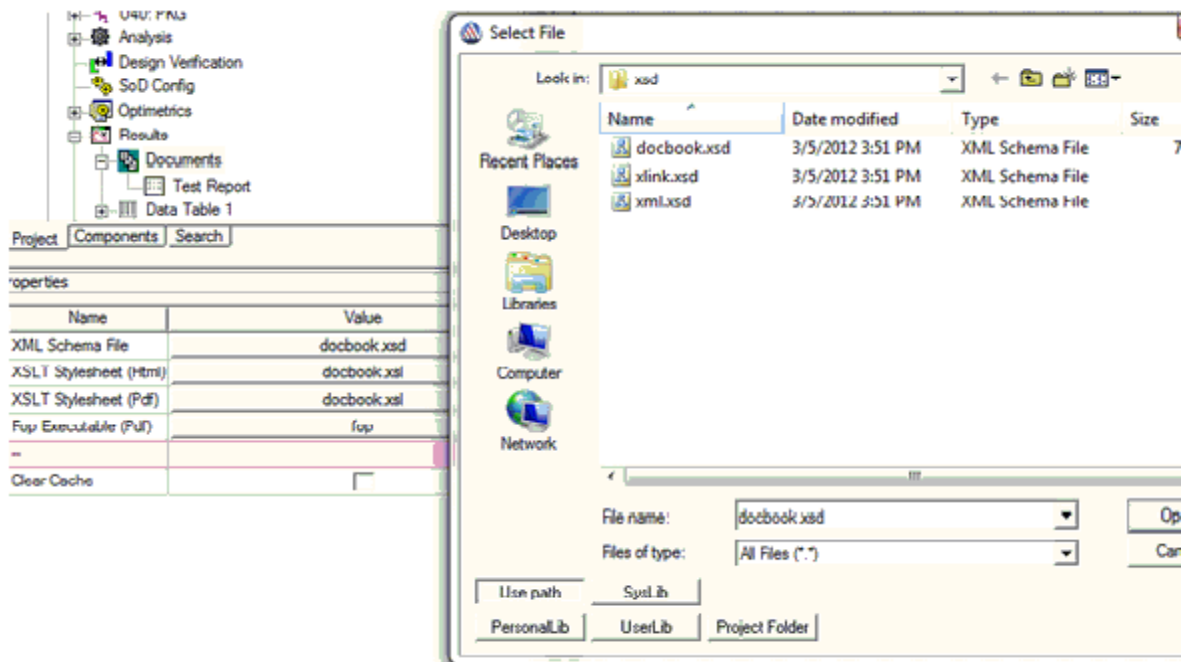 U40: PKG
Analysis
Design Verification
SoD Config
Optimetrics
Results
Documents
Test Report
Data Table 1
Project Components Search
roperties
Name Value
XML Schema File docbook.xsd
XSLT Stylesheet (Html) docbook.xsl
XSLT Stylesheet (Pdf) docbook.xsl
Fop Executable (Pdf) fop
--
Clear Cache
Select File
Look in: xsd
Recent Places
Desktop
Libraries
Computer
Network
Name Date modified Type Size
docbook.xsd 3/5/2012 3:51 PM XML Schema File 7
xlink.xsd 3/5/2012 3:51 PM XML Schema File
xml.xsd 3/5/2012 3:51 PM XML Schema File
File name: docbook.xsd Op
Files of type: All Files (*.*) Can
Use path SysLib
PersonalLib UserLib Project Folder